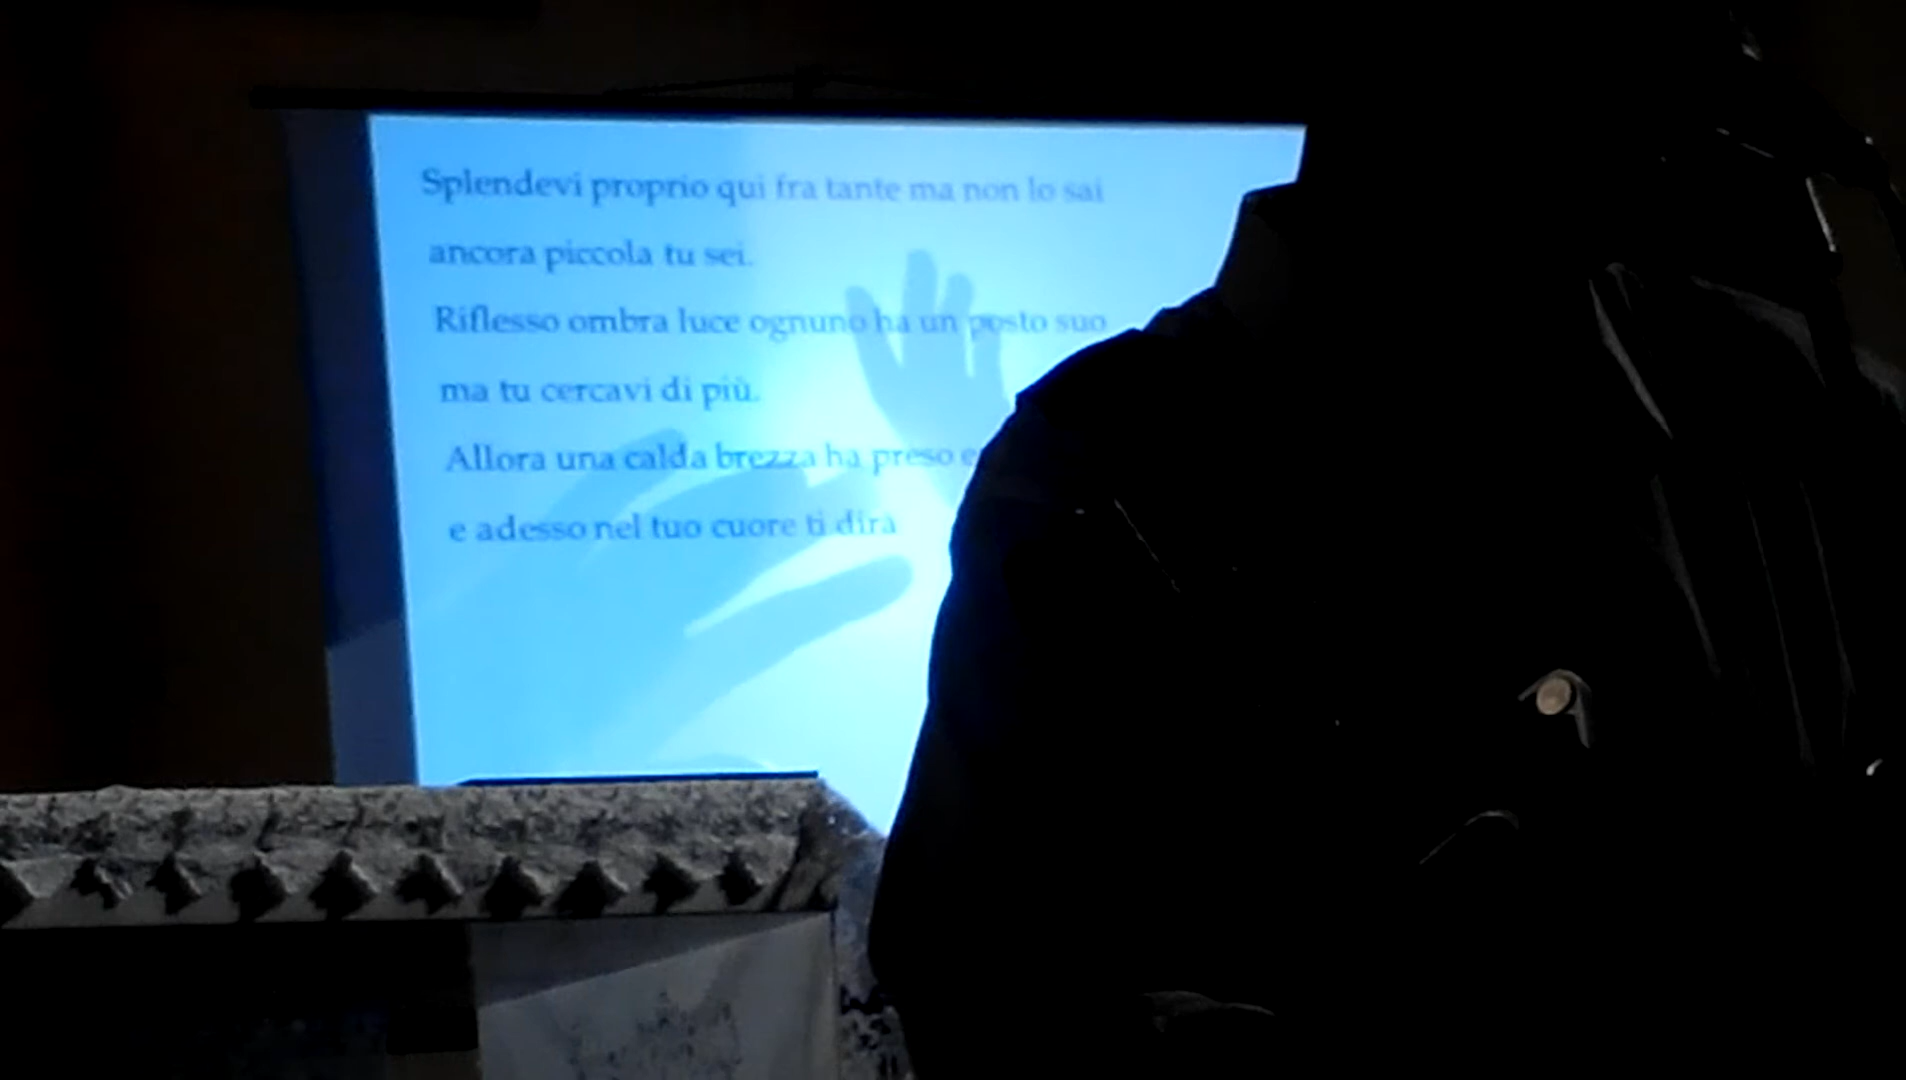 Splendevi proprio qui fra tante ma non lo sai
ancora piccola tu sei.
Riflesso ombra luce ognuno ha un posto suo
ma tu cercavi di più.
Allora una calda brezza ha preso
e adesso nel tuo cuore ti dirà